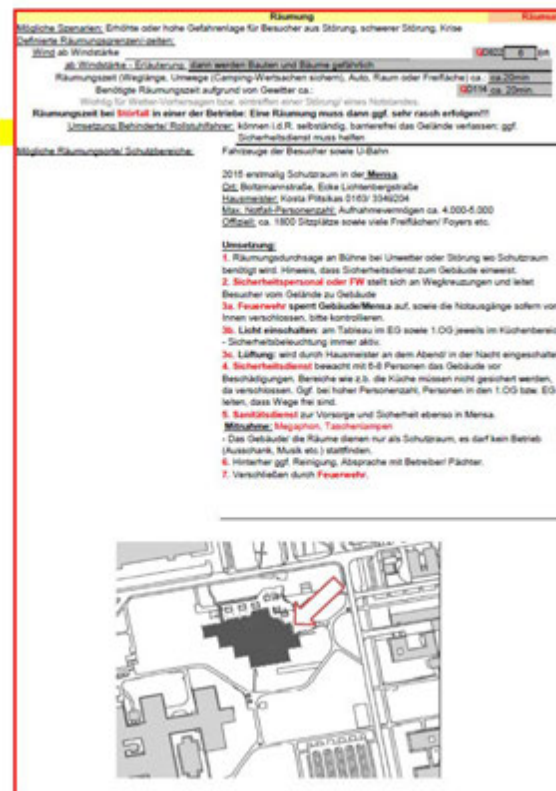 Räumung
Mögliche Szenarien: Erhöhte oder hohe Gefahrenlage für Besucher aus Störung, schwerer Störung, Krise
Definierte Räumungsgrenzen/-zeiten:
Wind ab Windstärke 6
ab Windstärke - Erläuterung: dann werden Bauten und Bäume gefährlich
Räumungszeit (Weglänge, Umwege (Camping-Wertsachen sichern), Auto, Raum oder Freifläche) ca.: ca.20min
Benötigte Räumungszeit aufgrund von Gewitter ca.: ca. 20min.
Wichtig für Wetter-Vorhersagen bzw. eintreffen einer Störung/ eines Notstandes.
Räumungszeit bei Störfall in einer der Betriebe: Eine Räumung muss dann ggf. sehr rasch erfolgen!!!
Umsetzung Behinderte/ Rollstuhlfahrer: können i.d.R. selbständig, barrierefrei das Gelände verlassen; ggf.
Sicherheitsdienst muss helfen
Mögliche Räumungsorte/ Schutzbereiche: Fahrzeuge der Besucher sowie U-Bahn
2015 erstmalig Schutzraum in der Mensa
Ort: Boltzmannstraße, Ecke Lichtenbergstraße
Hausmeister: Kosta
Max. Notfall-Personenzahl: Aufnahmevermögen ca. 4.000-5.000
Offiziell: ca. 1600 Sitzplätze sowie viele Freiflächen/ Foyers etc.
Umsetzung:
1. Räumungsdurchsage an Bühne bei Unwetter oder Störung wo Schutzraum
benötigt wird. Hinweis, dass Sicherheitsdienst zum Gebäude einweist.
2. Sicherheitspersonal oder FW stellt sich an Wegkreuzungen und leitet
Besucher vom Gelände zu Gebäude
3a. Feuerwehr sperrt Gebäude/Mensa auf, sowie die Notausgänge sofern von
Innen verschlossen, bitte kontrollieren.
3b. Licht einschalten: am Tableau im EG sowie 1.OG jeweils im Küchenbereich
- Sicherheitsbeleuchtung immer aktiv.
3c. Lüftung: wird durch Hausmeister an dem Abend/ in der Nacht eingeschaltet
4. Sicherheitsdienst bewacht mit 6-8 Personen das Gebäude vor
Beschädigungen. Bereiche wie z.b. die Küche müssen nicht gesichert werden,
da verschlossen. Ggf. bei hoher Personenzahl, Personen in den 1.OG bzw. EG
leiten, dass Wege frei sind.
5. Sanitätsdienst zur Vorsorge und Sicherheit ebenso in Mensa.
Mitnahme: Megaphon, Taschenlampen
- Das Gebäude/ die Räume dienen nur als Schutzraum, es darf kein Betrieb
(Ausschank, Musik etc.) stattfinden.
6. Hinterher ggf. Reinigung, Absprache mit Betreiber/ Pächter.
7. Verschließen durch Feuerwehr.